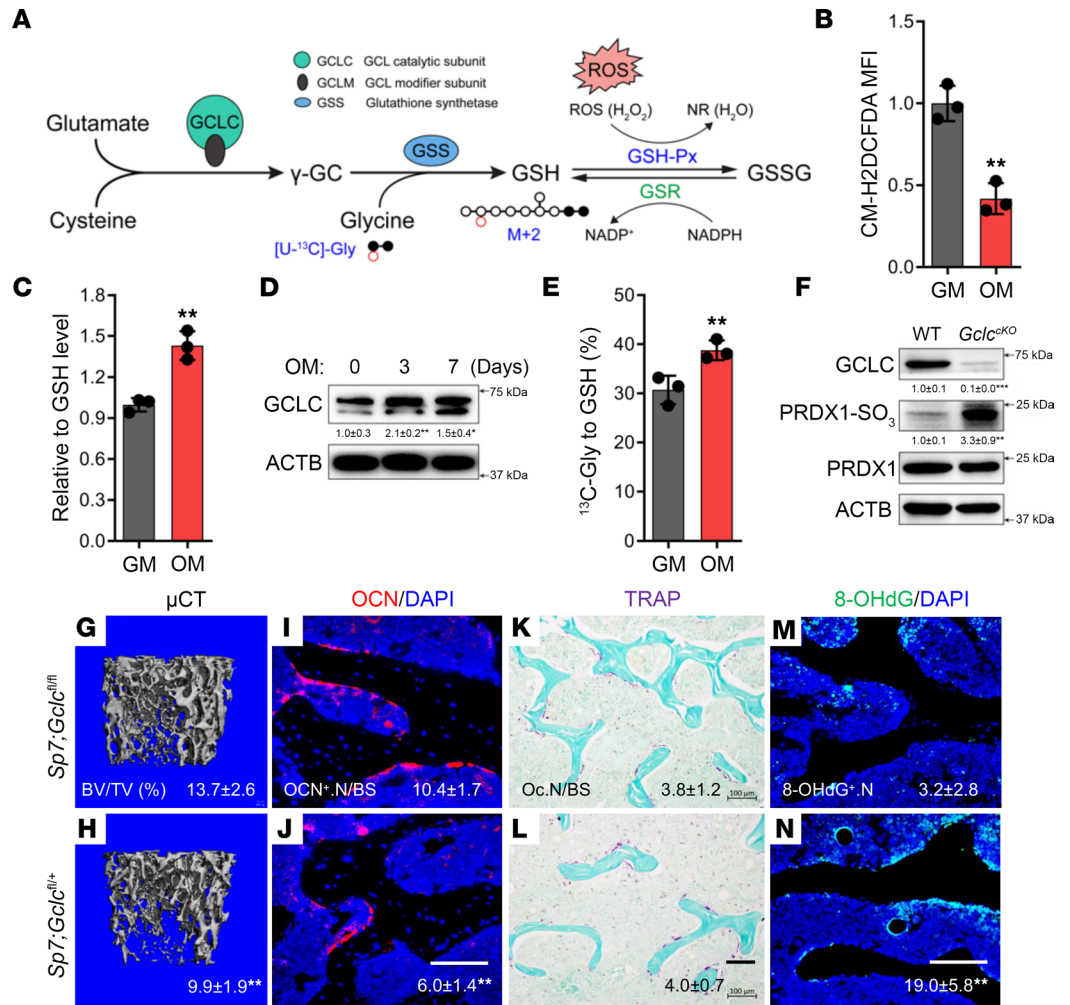 A
GCLC GCL catalytic subunit
GCLM GCL modifier subunit
GSS Glutathione synthetase
ROS
ROS (H₂O₂)
NR (H₂O)
Glutamate
GCLC
GSS
GSH-Px
γ-GC
GSH
GSSG
GSR
Cysteine
Glycine
[U-¹³C]-Gly
M+2
NADP⁺
NADPH
B
CM-H2DCFDA MFI
1.5
1.0
0.5
0.0
**
GM
OM
C
Relative to GSH level
1.8
1.5
1.2
0.9
0.6
0.3
0.0
**
GM
OM
D
OM: 0 3 7 (Days)
GCLC
75 kDa
1.0±0.3 2.1±0.2** 1.5±0.4*
ACTB
37 kDa
E
¹³C-Gly to GSH (%)
50
40
30
20
10
0
**
GM
OM
F
WT Gclcᶜᴷᴼ
GCLC
75 kDa
1.0±0.1 0.1±0.0***
PRDX1-SO₃
25 kDa
1.0±0.1 3.3±0.9**
PRDX1
25 kDa
ACTB
37 kDa
µCT
OCN/DAPI
TRAP
8-OHdG/DAPI
Sp7;Gclcfl/fl
G
BV/TV (%) 13.7±2.6
I
OCN⁺.N/BS 10.4±1.7
K
Oc.N/BS 3.8±1.2
100 µm
M
8-OHdG⁺.N 3.2±2.8
Sp7;Gclcfl/+
H
9.9±1.9**
J
6.0±1.4**
L
4.0±0.7
100 µm
N
19.0±5.8**